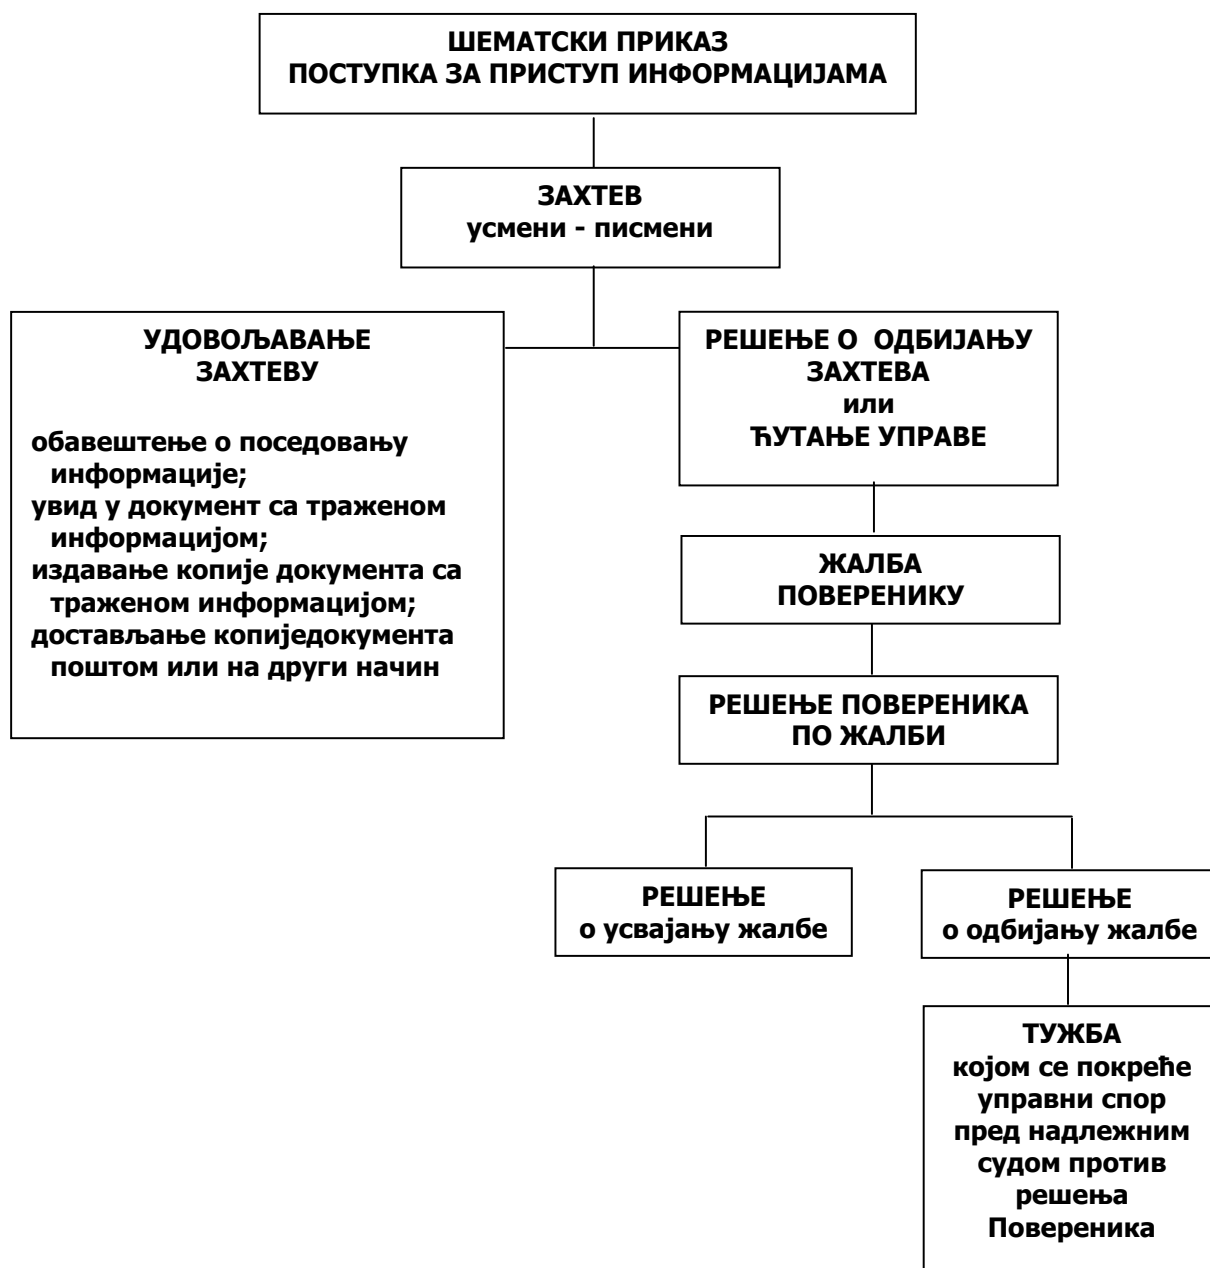 ШЕМАТСКИ ПРИКАЗ
ПОСТУПКА ЗА ПРИСТУП ИНФОРМАЦИЈАМА
ЗАХТЕВ
усмени - писмени
УДОВОЉАВАЊЕ
ЗАХТЕВУ
обавештење о поседовању
информације;
увид у документ са траженом
информацијом;
издавање копије документа са
траженом информацијом;
достављање копиједокумента
поштом или на други начин
РЕШЕЊЕ О ОДБИЈАЊУ
ЗАХТЕВА
или
ЋУТАЊЕ УПРАВЕ
ЖАЛБА
ПОВЕРЕНИКУ
РЕШЕЊЕ ПОВЕРЕНИКА
ПО ЖАЛБИ
РЕШЕЊЕ
о усвајању жалбе
РЕШЕЊЕ
о одбијању жалбе
ТУЖБА
којом се покреће
управни спор
пред надлежним
судом против
решења
Повереника